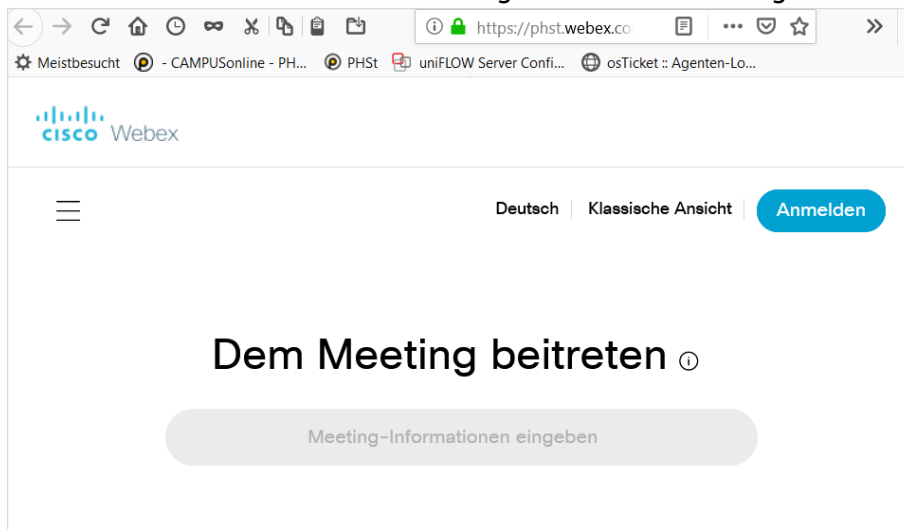 https://phst.webex.co
Meistbesucht - CAMPUSonline - PH... PHSt uniFLOW Server Confi... osTicket :: Agenten-Lo...
cisco Webex
Deutsch Klassische Ansicht Anmelden
Dem Meeting beitreten
Meeting-Informationen eingeben